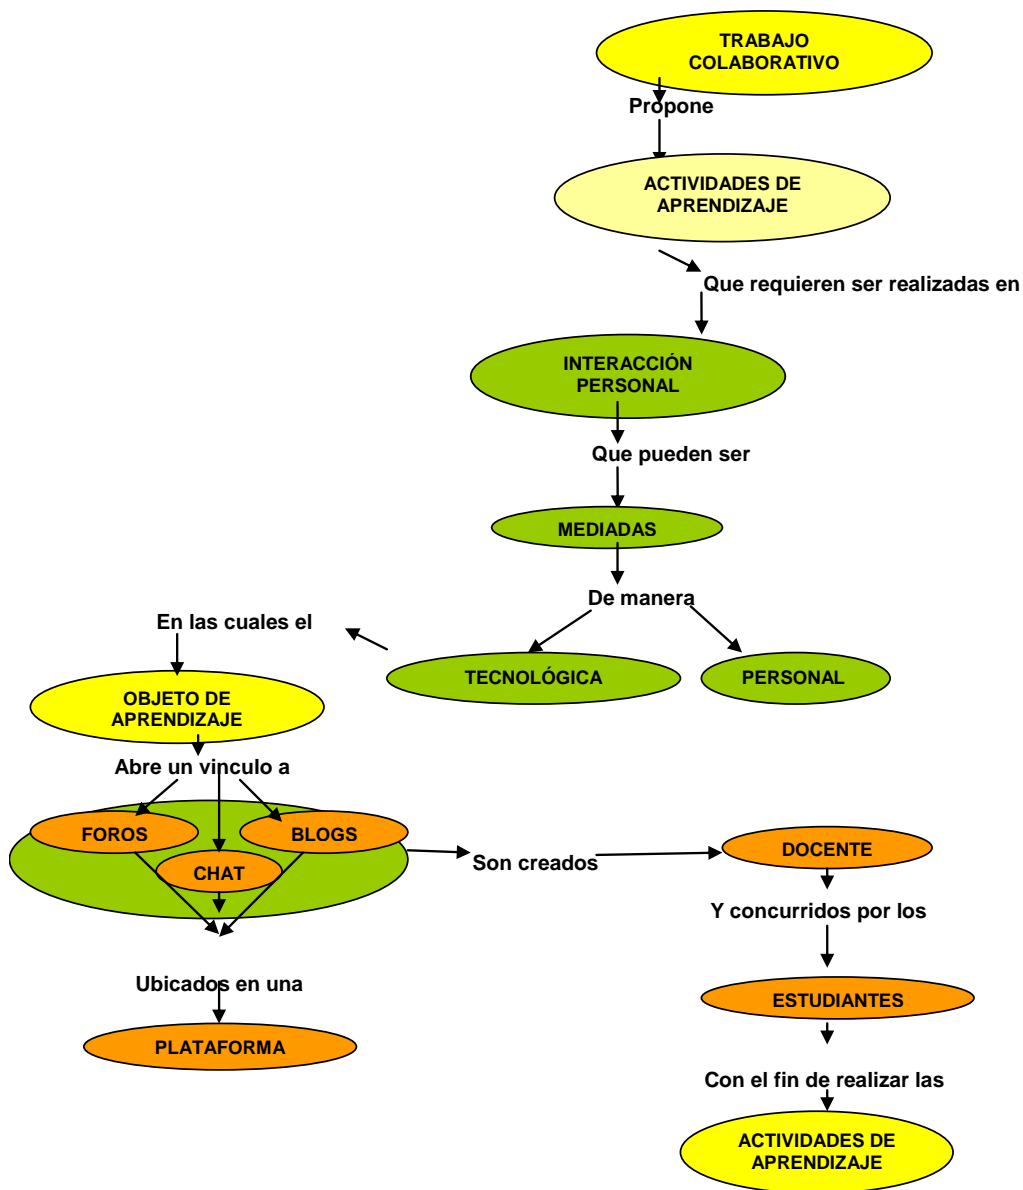 TRABAJO
COLABORATIVO
Propone
ACTIVIDADES DE
APRENDIZAJE
Que requieren ser realizadas en
INTERACCIÓN
PERSONAL
Que pueden ser
MEDIADAS
De manera
En las cuales el
TECNOLÓGICA
PERSONAL
OBJETO DE
APRENDIZAJE
Abre un vinculo a
FOROS
BLOGS
CHAT
Son creados
DOCENTE
Y concurridos por los
Ubicados en una
ESTUDIANTES
PLATAFORMA
Con el fin de realizar las
ACTIVIDADES DE
APRENDIZAJE